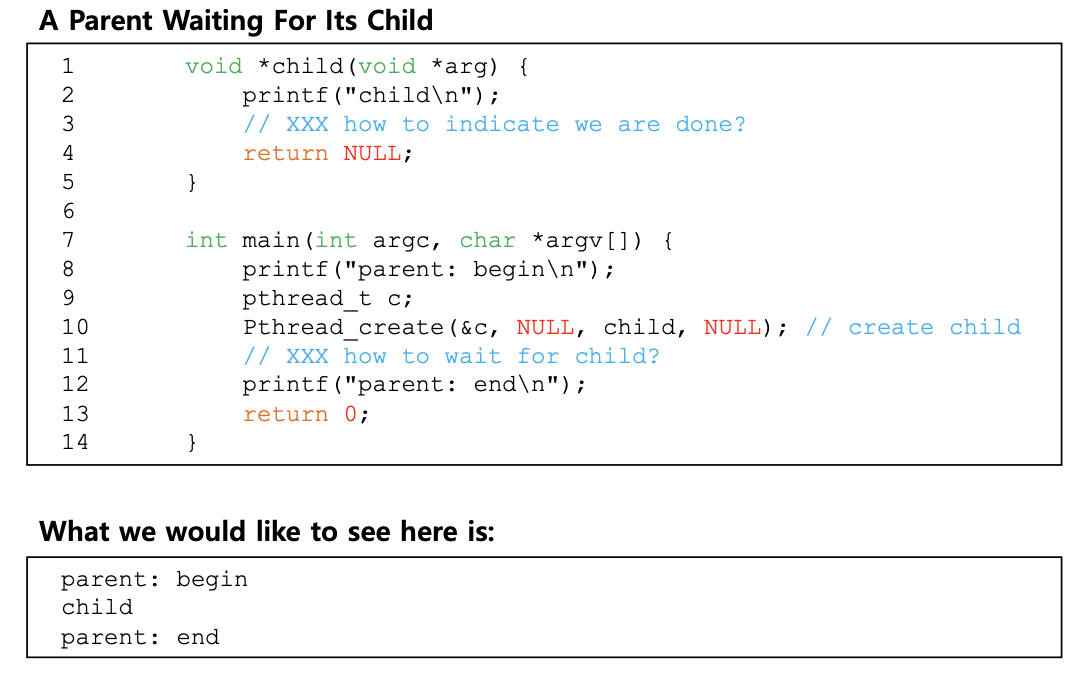 A Parent Waiting For Its Child
1 void *child(void *arg) {
2 printf("child\n");
3 // XXX how to indicate we are done?
4 return NULL;
5 }
6
7 int main(int argc, char *argv[]) {
8 printf("parent: begin\n");
9 pthread_t c;
10 Pthread_create(&c, NULL, child, NULL); // create child
11 // XXX how to wait for child?
12 printf("parent: end\n");
13 return 0;
14 }
What we would like to see here is:
parent: begin
child
parent: end